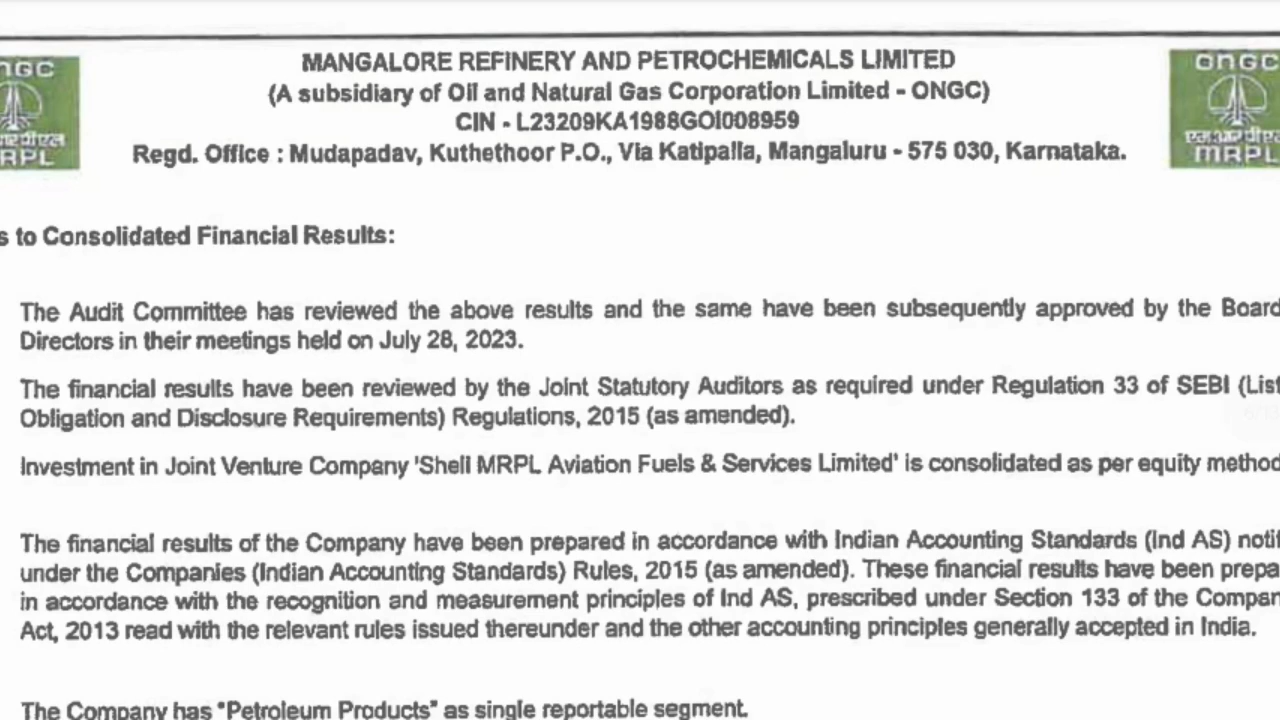 MANGALORE REFINERY AND PETROCHEMICALS LIMITED
(A subsidiary of Oil and Natural Gas Corporation Limited - ONGC)
CIN - L23209KA1988GOI008959
Regd. Office : Mudapadav, Kuthethoor P.O., Via Katipalla, Mangaluru - 575 030, Karnataka.
NGC
RPL
ONGC
एमआरपीएल
MRPL
s to Consolidated Financial Results:
The Audit Committee has reviewed the above results and the same have been subsequently approved by the Board
Directors in their meetings held on July 28, 2023.
The financial results have been reviewed by the Joint Statutory Auditors as required under Regulation 33 of SEBI (List
Obligation and Disclosure Requirements) Regulations, 2015 (as amended).
Investment in Joint Venture Company 'Shell MRPL Aviation Fuels & Services Limited' is consolidated as per equity method
The financial results of the Company have been prepared in accordance with Indian Accounting Standards (Ind AS) notif
under the Companies (Indian Accounting Standards) Rules, 2015 (as amended). These financial results have been prepa
in accordance with the recognition and measurement principles of Ind AS, prescribed under Section 133 of the Compan
Act, 2013 read with the relevant rules issued thereunder and the other accounting principles generally accepted in India.
The Company has "Petroleum Products" as single reportable segment.